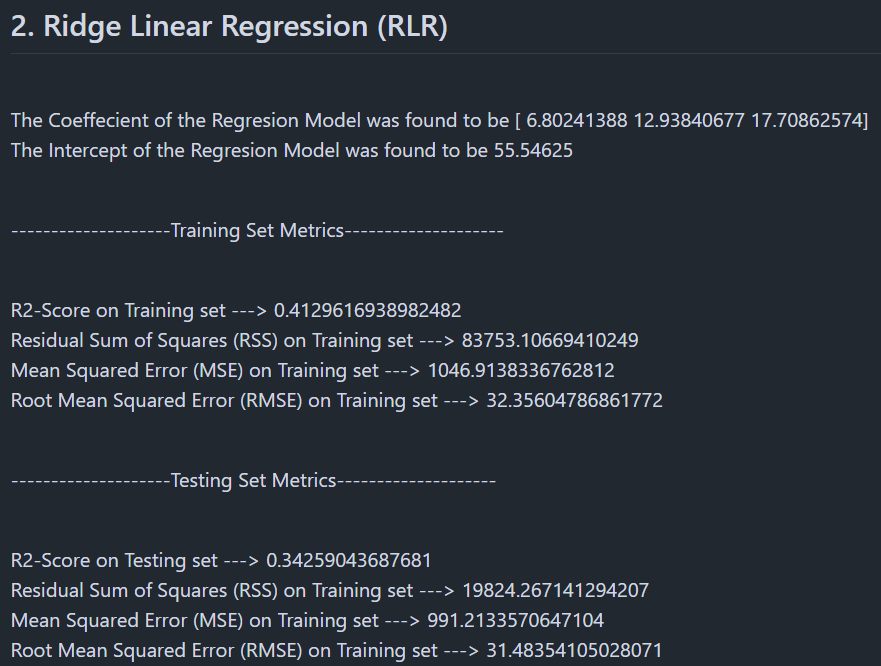 2. Ridge Linear Regression (RLR)
The Coeffecient of the Regresion Model was found to be [ 6.80241388 12.93840677 17.70862574]
The Intercept of the Regresion Model was found to be 55.54625
--------------------Training Set Metrics--------------------
R2-Score on Training set ---> 0.4129616938982482
Residual Sum of Squares (RSS) on Training set ---> 83753.10669410249
Mean Squared Error (MSE) on Training set ---> 1046.9138336762812
Root Mean Squared Error (RMSE) on Training set ---> 32.35604786861772
--------------------Testing Set Metrics--------------------
R2-Score on Testing set ---> 0.34259043687681
Residual Sum of Squares (RSS) on Training set ---> 19824.267141294207
Mean Squared Error (MSE) on Training set ---> 991.2133570647104
Root Mean Squared Error (RMSE) on Training set ---> 31.48354105028071